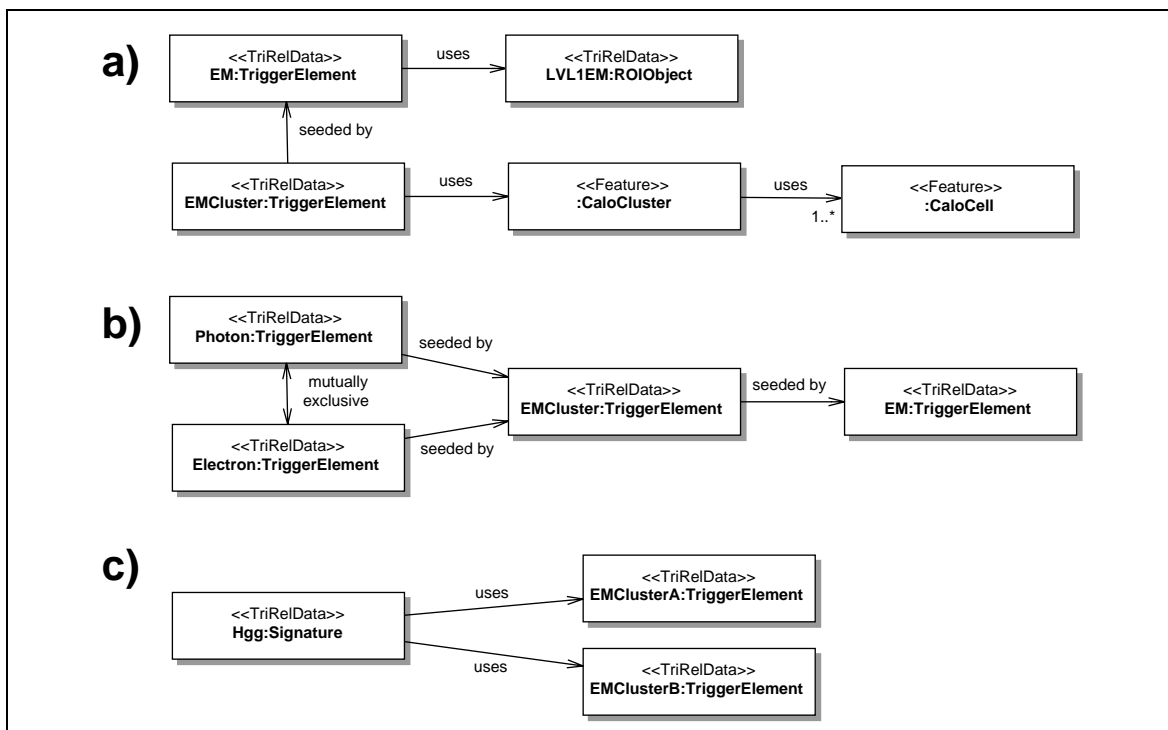 a)
<<TriRelData>>
EM:TriggerElement
uses
<<TriRelData>>
LVL1EM:ROIObject
seeded by
<<TriRelData>>
EMCluster:TriggerElement
uses
<<Feature>>
:CaloCluster
uses
1..*
<<Feature>>
:CaloCell
b)
<<TriRelData>>
Photon:TriggerElement
seeded by
mutually
exclusive
<<TriRelData>>
EMCluster:TriggerElement
seeded by
<<TriRelData>>
EM:TriggerElement
<<TriRelData>>
Electron:TriggerElement
seeded by
c)
<<TriRelData>>
Hgg:Signature
uses
<<TriRelData>>
EMClusterA:TriggerElement
uses
<<TriRelData>>
EMClusterB:TriggerElement